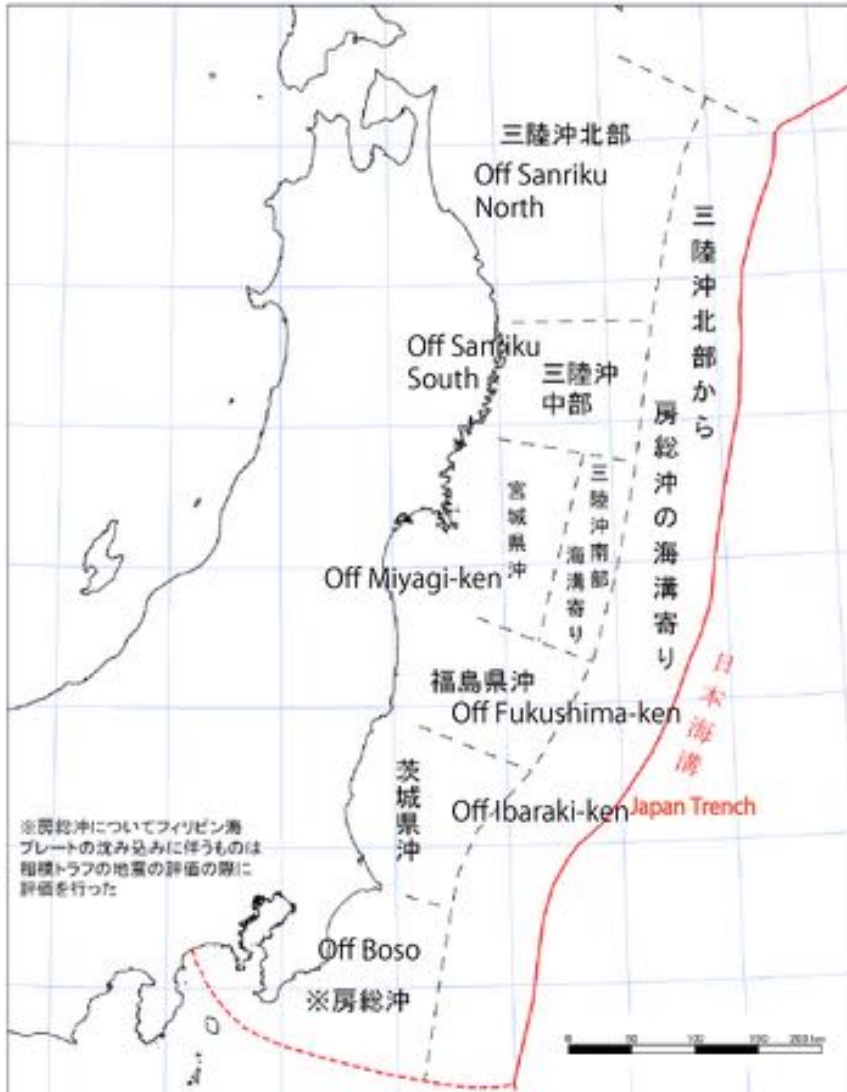 三陸沖北部
Off Sanriku
North
三陸沖北部から
房総沖の海溝寄り
Off Sanriku
South
三陸沖
中部
宮城県沖
三陸沖南部
海溝寄り
Off Miyagi-ken
福島県沖
Off Fukushima-ken
日本海溝
Japan Trench
茨城県沖
Off Ibaraki-ken
※房総沖についてフィリピン海
プレートの沈み込みに伴うものは
相模トラフの地震の評価の際に
評価を行った
Off Boso
※房総沖
0 50 100 150 200 km